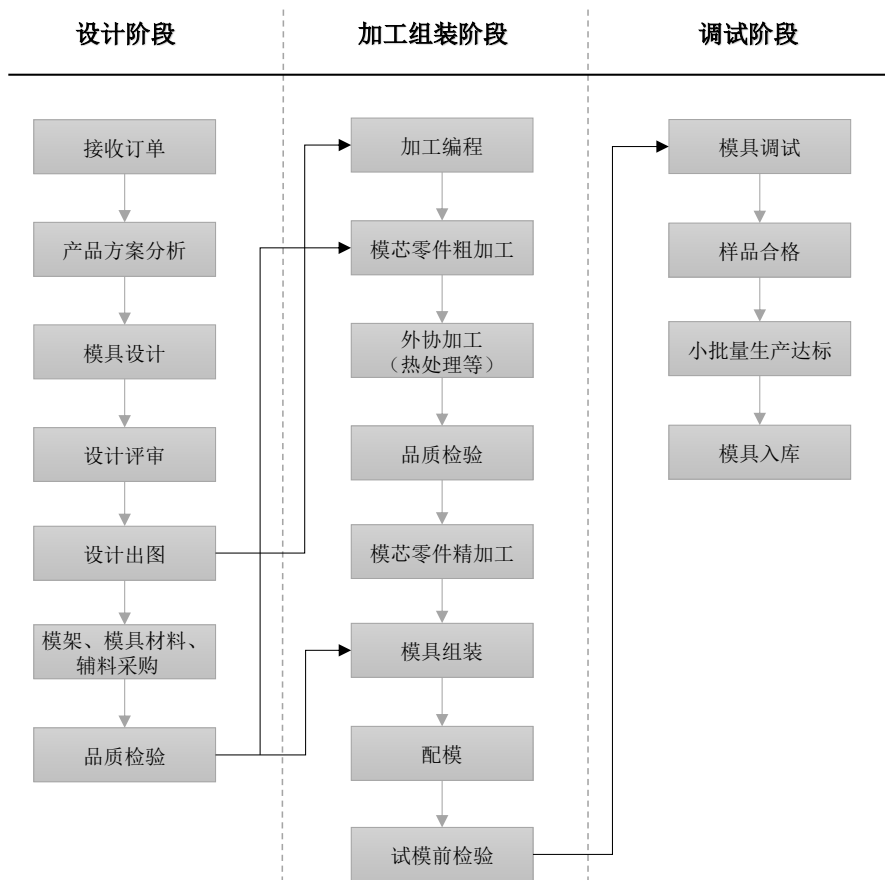 设计阶段
加工组装阶段
调试阶段
接收订单
产品方案分析
模具设计
设计评审
设计出图
模架、模具材料、
辅料采购
品质检验
加工编程
模芯零件粗加工
外协加工
（热处理等）
品质检验
模芯零件精加工
模具组装
配模
试模前检验
模具调试
样品合格
小批量生产达标
模具入库